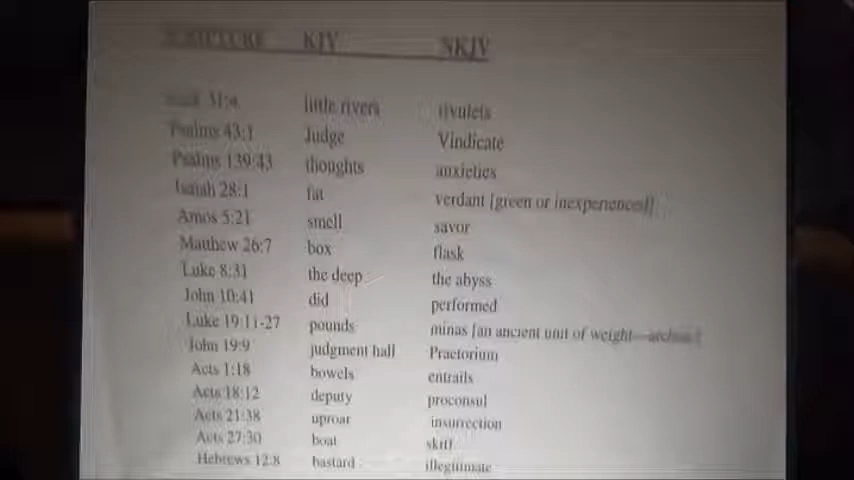 SCRIPTURE KJV NKJV
31:4 little rivers rivulets
Psalms 43:1 Judge Vindicate
Psalms 139:43 thoughts anxieties
Isaiah 28:1 fat verdant [green or inexperienced]
Amos 5:21 smell savor
Matthew 26:7 box flask
Luke 8:31 the deep the abyss
John 10:41 did performed
Luke 19:11-27 pounds minas [an ancient unit of weight—
John 19:9 judgment hall Praetorium
Acts 1:18 bowels entrails
Acts 18:12 deputy proconsul
Acts 21:38 uproar insurrection
Acts 27:30 boat skiff
Hebrews 12:8 bastard illegitimate